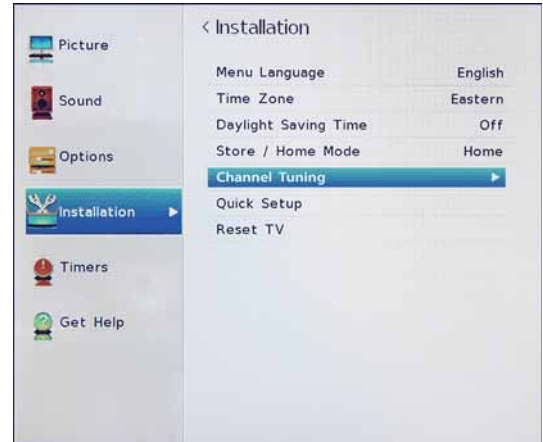 Picture
Sound
Options
Installation
Timers
Get Help
< Installation
Menu Language English
Time Zone Eastern
Daylight Saving Time Off
Store / Home Mode Home
Channel Tuning
Quick Setup
Reset TV